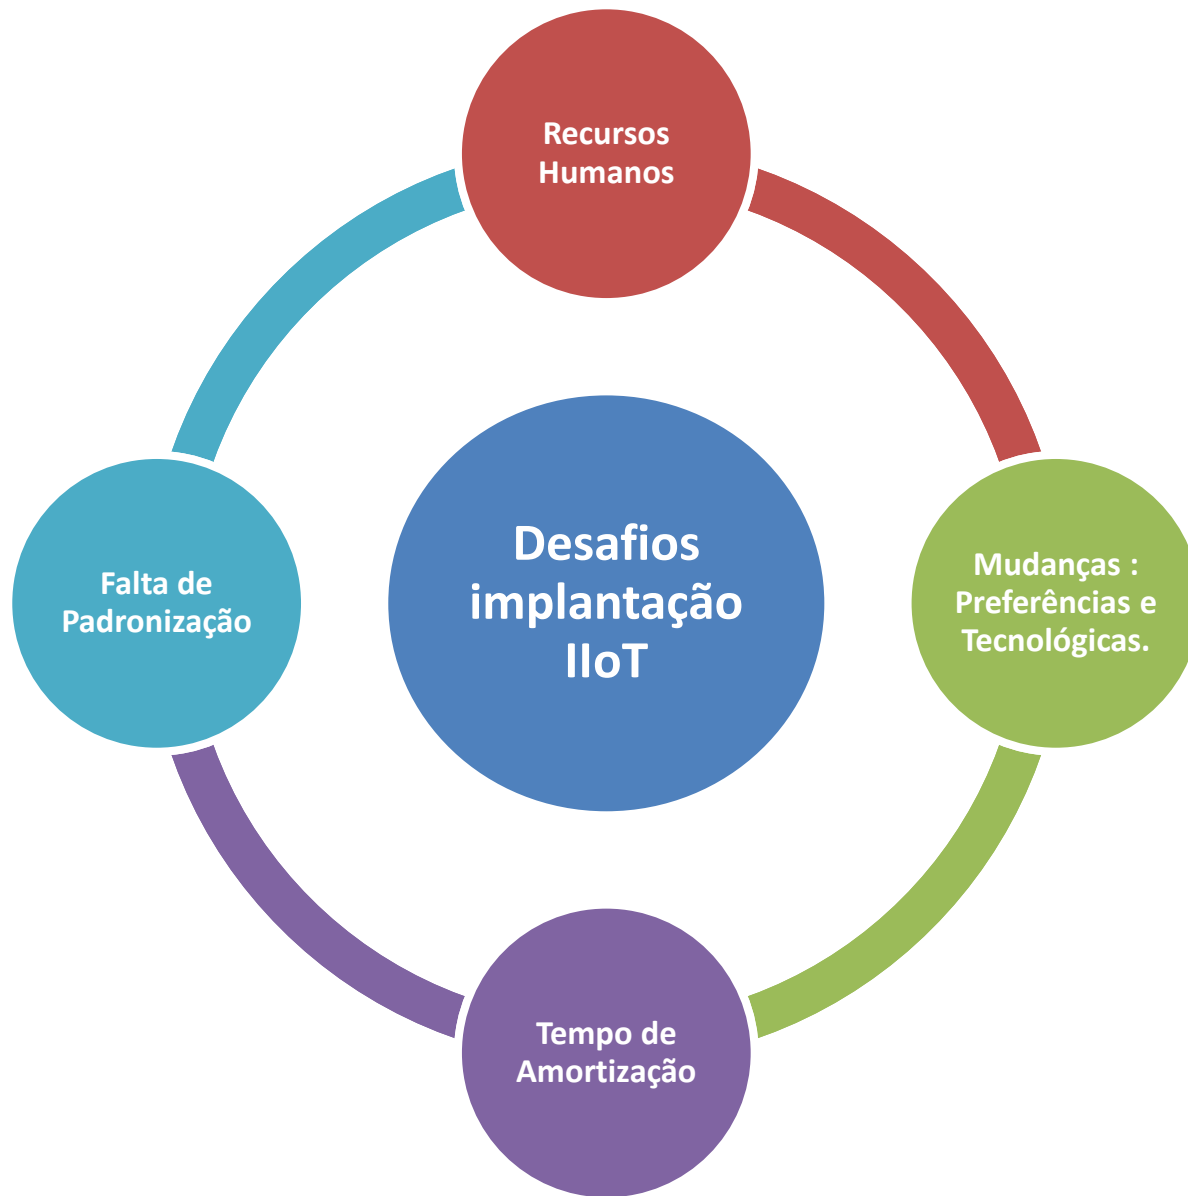 Recursos
Humanos
Desafios
implantação
IIoT
Mudanças :
Preferências e
Tecnológicas.
Tempo de
Amortização
Falta de
Padronização